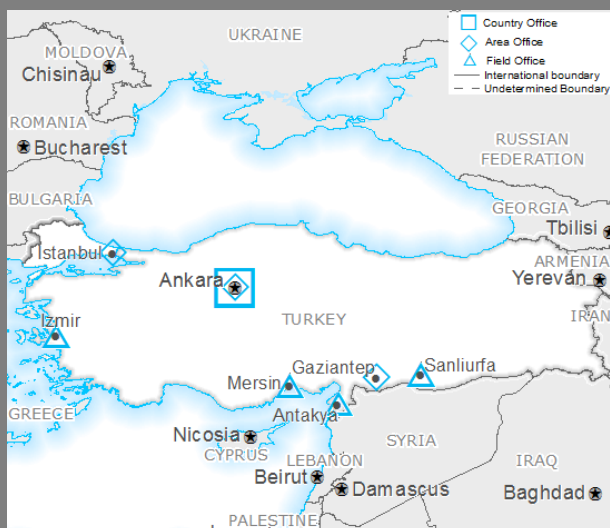 Country Office
Area Office
Field Office
International boundary
Undetermined Boundary
UKRAINE
MOLDOVA
Chisinau
ROMANIA
Bucharest
RUSSIAN
FEDERATION
BULGARIA
GEORGIA
Tbilisi
Istanbul
ARMENIA
Ankara
Yerevan
IRAN
Izmir
TURKEY
Gaziantep
Sanliurfa
Mersin
GREECE
Antakya
Nicosia
SYRIA
CYPRUS
LEBANON
IRAQ
Beirut
Damascus
Baghdad
PALESTINE